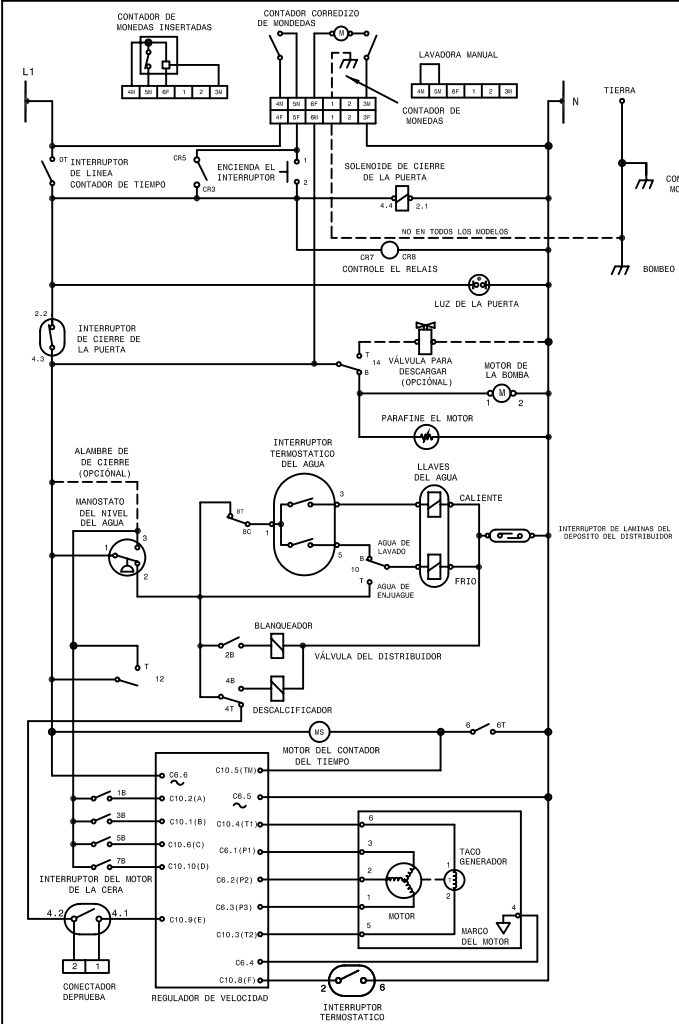 CONTADOR DE
MONEDAS INSERTADAS
4M 5M 6F 1 2 3M
CONTADOR CORREDIZO
DE MONDEDAS
M
LAVADORA MANUAL
4M 5M 6F 1 2 3M
4M 5M 6F 1 2 3M
4F 5F 6M 1 2 3F
CONTADOR DE
MONEDAS
L1
N
TIERRA
CON
MO
OT INTERRUPTOR
DE LINEA
CONTADOR DE TIEMPO
CR5
CR3
ENCIENDA EL
INTERRUPTOR
1
2
SOLENOIDE DE CIERRE
DE LA PUERTA
4.4 2.1
NO EN TODOS LOS MODELOS
CR7 CR8
CONTROLE EL RELAIS
BOMBEO
LUZ DE LA PUERTA
2.2
4.3
INTERRUPTOR
DE CIERRE DE
LA PUERTA
T
14
B
VÁLVULA PARA
DESCARGAR
(OPCIÓNAL)
MOTOR DE
LA BOMBA
1 M 2
PARAFINE EL MOTOR
ALAMBRE DE
DE CIERRE
(OPCIÓNAL)
MANOSTATO
DEL NIVEL
DEL AGUA
1
3
2
INTERRUPTOR
TERMOSTATICO
DEL AGUA
8T
8C
1
3
5
LLAVES
DEL AGUA
CALIENTE
FRIO
AGUA DE
LAVADO
B
10
T
AGUA DE
ENJUAGUE
INTERRUPTOR DE LAMINAS DEL
DEPOSITO DEL DISTRIBUIDOR
BLANQUEADOR
2B
VÁLVULA DEL DISTRIBUIDOR
4B
4T
DESCALCIFICADOR
T
12
MS
MOTOR DEL CONTADOR
DEL TIEMPO
6 6T
C6.6
C10.5(TM)
C10.2(A)
C6.5
C10.1(B)
C10.4(T1)
C10.6(C)
C6.1(P1)
C10.10(D)
C6.2(P2)
C6.3(P3)
C10.9(E)
C10.3(T2)
C6.4
C10.8(F)
REGULADOR DE VELOCIDAD
1B
3B
5B
7B
INTERRUPTOR DEL MOTOR
DE LA CERA
4.2 4.1
2 1
CONECTADOR
DEPRUEBA
6
3
2
1
5
MOTOR
TACO
GENERADOR
1
T
2
4
MARCO
DEL MOTOR
2 6
INTERRUPTOR
TERMOSTATICO